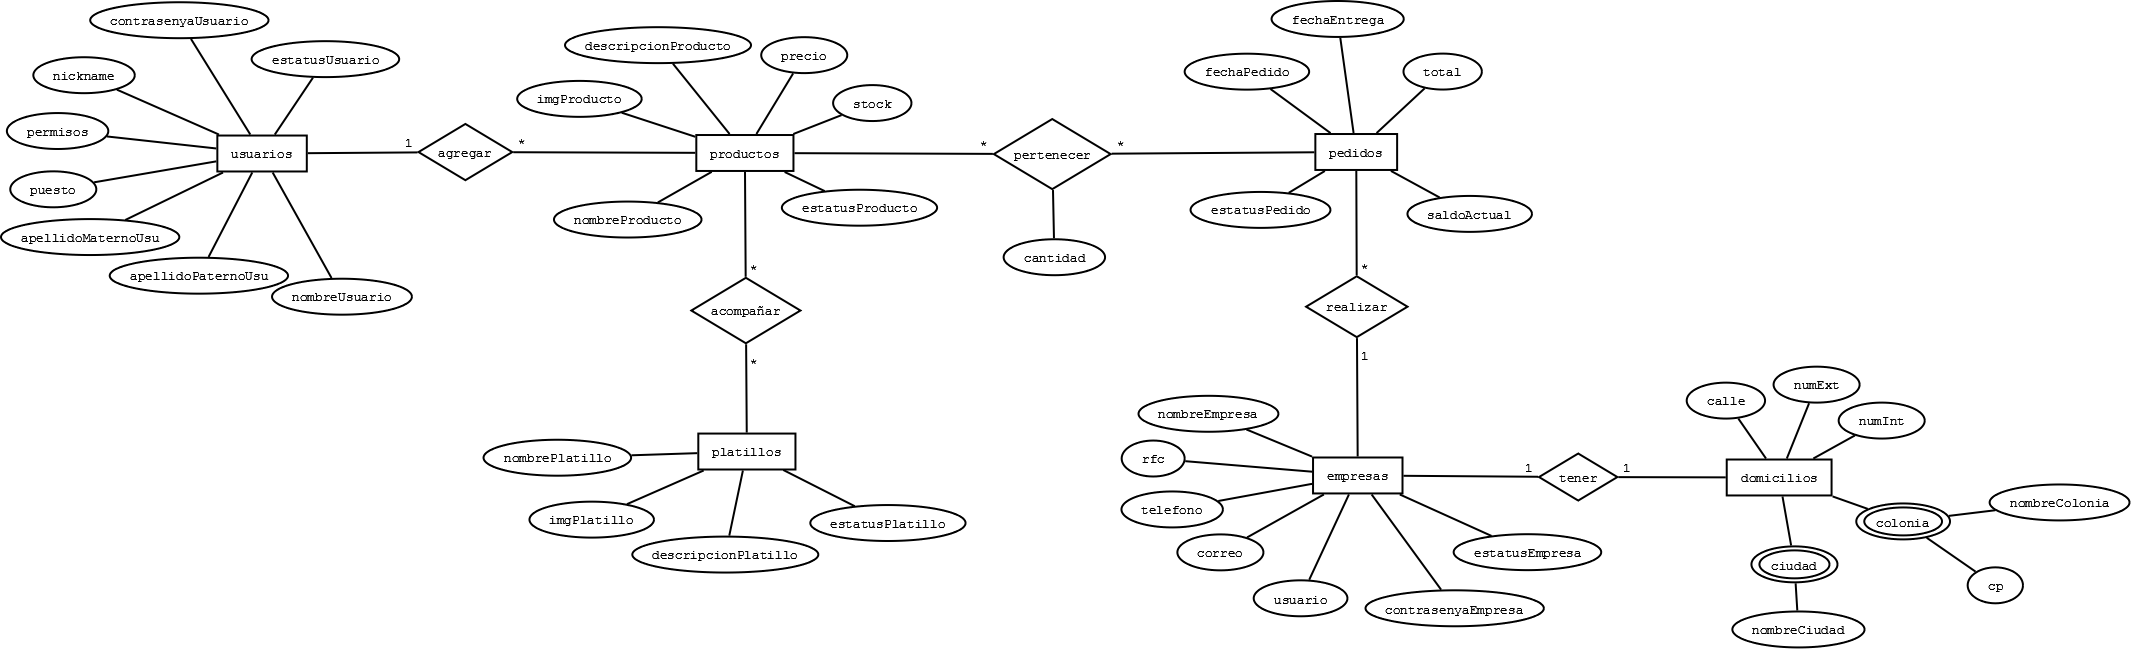 contrasenyaUsuario
estatusUsuario
nickname
permisos
usuarios
puesto
apellidoMaternoUsu
apellidoPaternoUsu
nombreUsuario
1
agregar
*
descripcionProducto
precio
imgProducto
stock
productos
nombreProducto
estatusProducto
*
pertenecer
*
cantidad
fechaEntrega
fechaPedido
total
pedidos
estatusPedido
saldoActual
*
acompañar
*
nombrePlatillo
platillos
imgPlatillo
estatusPlatillo
descripcionPlatillo
*
realizar
1
nombreEmpresa
rfc
empresas
telefono
correo
usuario
contrasenyaEmpresa
estatusEmpresa
1
tener
1
calle
numExt
numInt
domicilios
colonia
nombreColonia
cp
ciudad
nombreCiudad